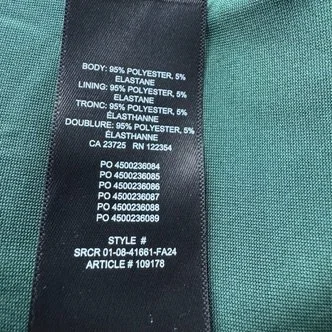 BODY: 95% POLYESTER, 5%
ELASTANE
LINING: 95% POLYESTER, 5%
ELASTANE
TRONC: 95% POLYESTER, 5%
ÉLASTHANNE
DOUBLURE: 95% POLYESTER, 5%
ÉLASTHANNE
CA 23725 RN 122354
PO 4500236084
PO 4500236085
PO 4500236086
PO 4500236087
PO 4500236088
PO 4500236089
STYLE #
SRCR 01-08-41661-FA24
ARTICLE # 109178